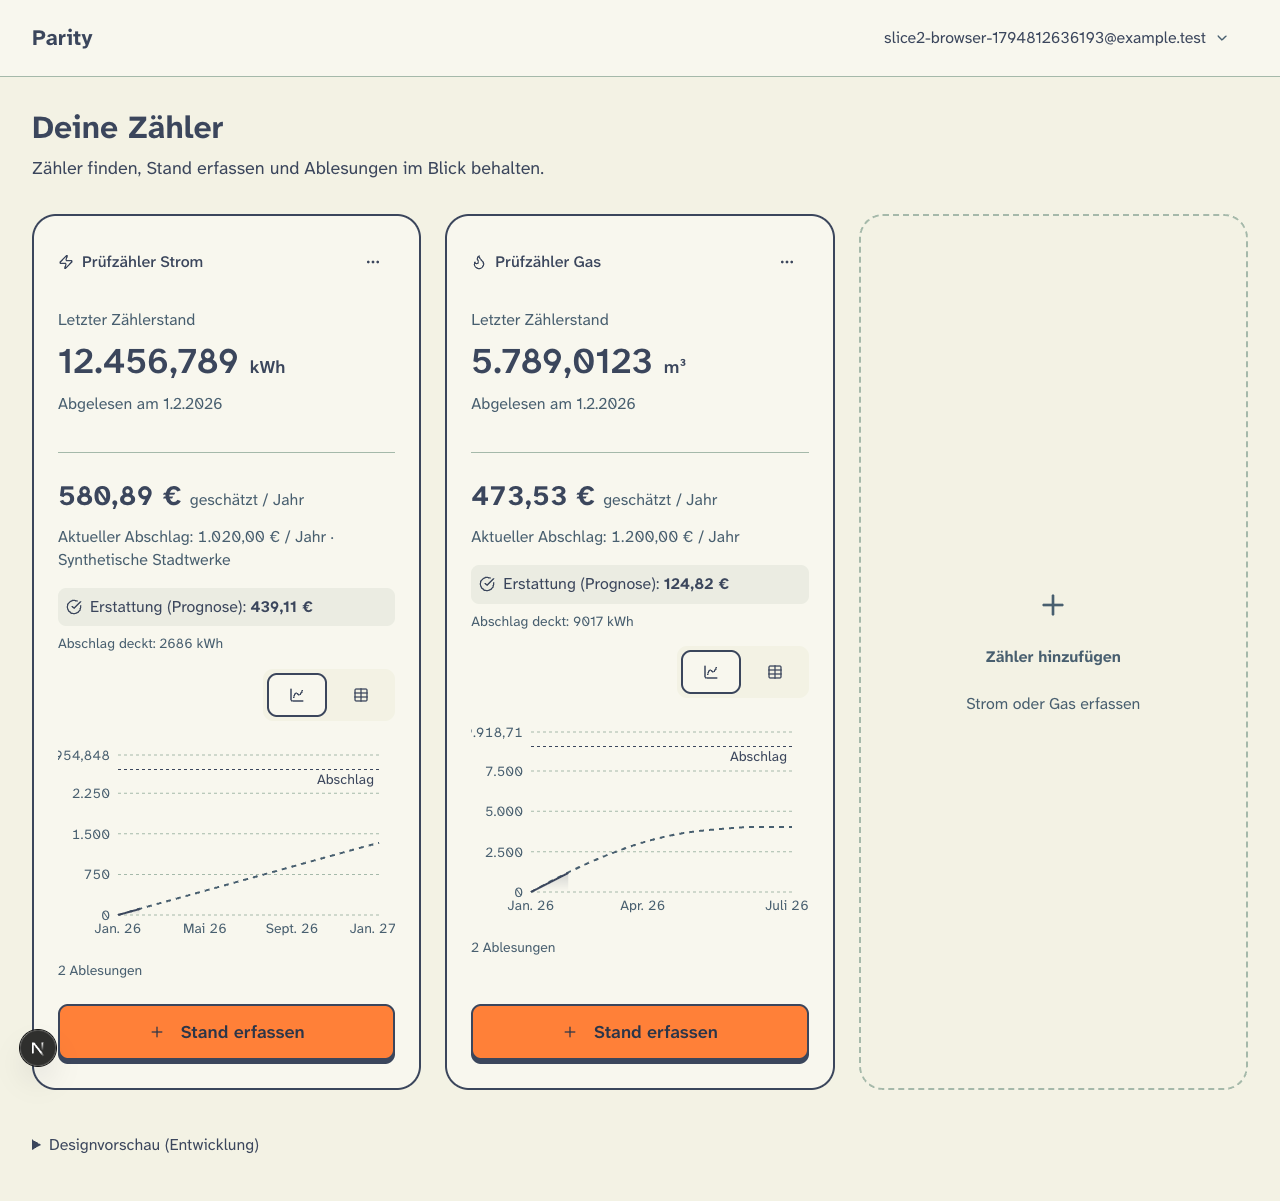 Parity
slice2-browser-1794812636193@example.test
Deine Zähler
Zähler finden, Stand erfassen und Ablesungen im Blick behalten.
Prüfzähler Strom
Letzter Zählerstand
12.456,789 kWh
Abgelesen am 1.2.2026
580,89 € geschätzt / Jahr
Aktueller Abschlag: 1.020,00 € / Jahr ·
Synthetische Stadtwerke
Erstattung (Prognose): 439,11 €
Abschlag deckt: 2686 kWh
954,848
Abschlag
2.250
1.500
750
0
Jan. 26 Mai 26 Sept. 26 Jan. 27
2 Ablesungen
Stand erfassen
Prüfzähler Gas
Letzter Zählerstand
5.789,0123 m³
Abgelesen am 1.2.2026
473,53 € geschätzt / Jahr
Aktueller Abschlag: 1.200,00 € / Jahr
Erstattung (Prognose): 124,82 €
Abschlag deckt: 9017 kWh
.918,71
Abschlag
7.500
5.000
2.500
0
Jan. 26 Apr. 26 Juli 26
2 Ablesungen
Stand erfassen
Zähler hinzufügen
Strom oder Gas erfassen
N
Designvorschau (Entwicklung)